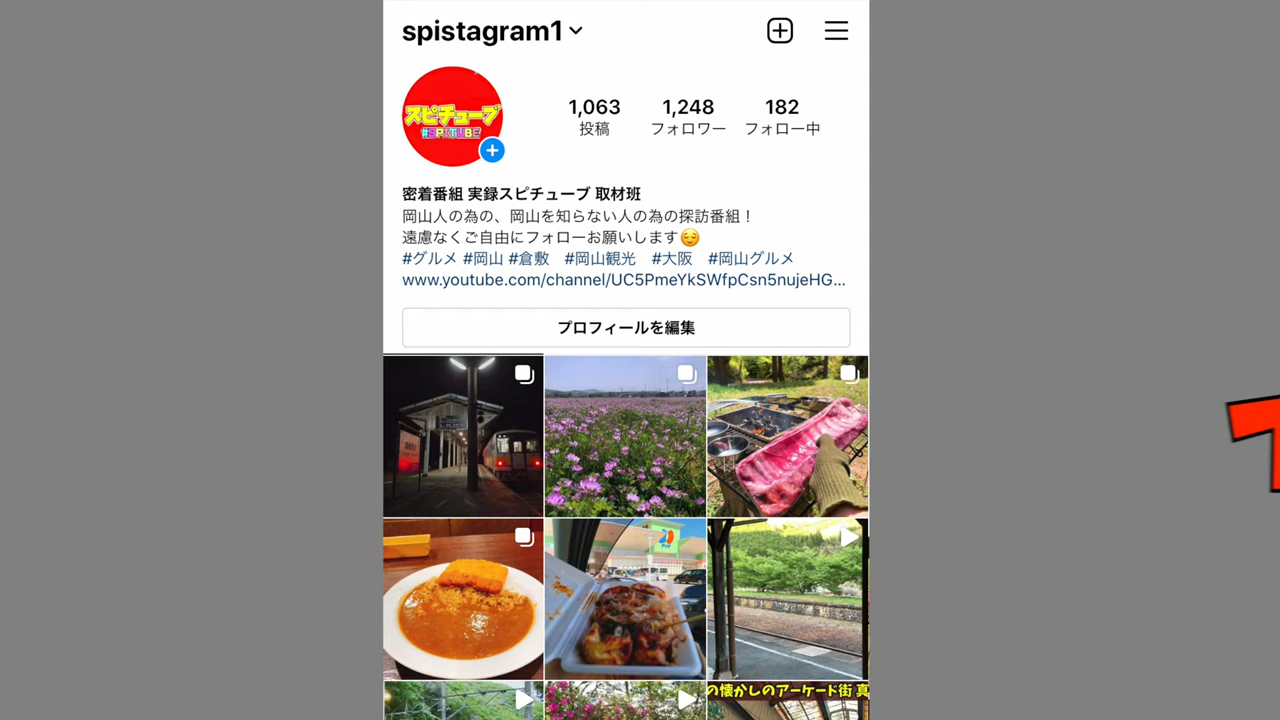 spistagram1
1,063
投稿
1,248
フォロワー
182
フォロー中
スピチューブ
#SPITUBE
密着番組 実録スピチューブ 取材班
岡山人の為の、岡山を知らない人の為の探訪番組！
遠慮なくご自由にフォローお願いします😌
#グルメ #岡山 #倉敷 #岡山観光 #大阪 #岡山グルメ
www.youtube.com/channel/UC5PmeYkSWfpCsn5nujeHG...
プロフィールを編集
の懐かしのアーケード街 真